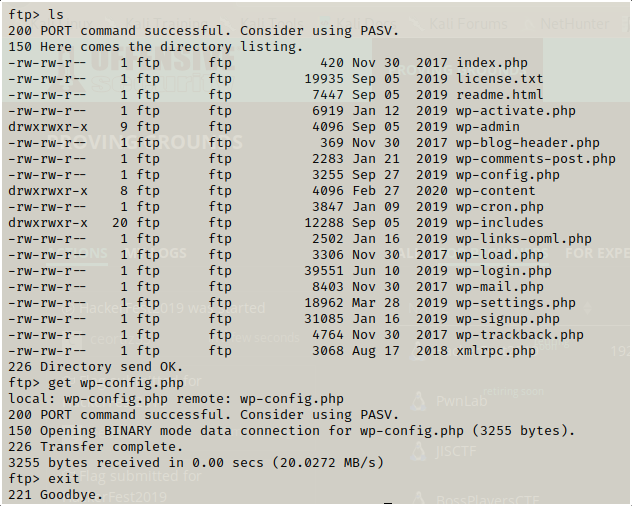 ftp> ls
200 PORT command successful. Consider using PASV.
150 Here comes the directory listing.
-rw-rw-r-- 1 ftp ftp 420 Nov 30 2017 index.php
-rw-rw-r-- 1 ftp ftp 19935 Sep 05 2019 license.txt
-rw-rw-r-- 1 ftp ftp 7447 Sep 05 2019 readme.html
-rw-rw-r-- 1 ftp ftp 6919 Jan 12 2019 wp-activate.php
drwxrwxr-x 9 ftp ftp 4096 Sep 05 2019 wp-admin
-rw-rw-r-- 1 ftp ftp 369 Nov 30 2017 wp-blog-header.php
-rw-rw-r-- 1 ftp ftp 2283 Jan 21 2019 wp-comments-post.php
-rw-rw-r-- 1 ftp ftp 3255 Sep 27 2019 wp-config.php
drwxrwxr-x 8 ftp ftp 4096 Feb 27 2020 wp-content
-rw-rw-r-- 1 ftp ftp 3847 Jan 09 2019 wp-cron.php
drwxrwxr-x 20 ftp ftp 12288 Sep 05 2019 wp-includes
-rw-rw-r-- 1 ftp ftp 2502 Jan 16 2019 wp-links-opml.php
-rw-rw-r-- 1 ftp ftp 3306 Nov 30 2017 wp-load.php
-rw-rw-r-- 1 ftp ftp 39551 Jun 10 2019 wp-login.php
-rw-rw-r-- 1 ftp ftp 8403 Nov 30 2017 wp-mail.php
-rw-rw-r-- 1 ftp ftp 18962 Mar 28 2019 wp-settings.php
-rw-rw-r-- 1 ftp ftp 31085 Jan 16 2019 wp-signup.php
-rw-rw-r-- 1 ftp ftp 4764 Nov 30 2017 wp-trackback.php
-rw-rw-r-- 1 ftp ftp 3068 Aug 17 2018 xmlrpc.php
226 Directory send OK.
ftp> get wp-config.php
local: wp-config.php remote: wp-config.php
200 PORT command successful. Consider using PASV.
150 Opening BINARY mode data connection for wp-config.php (3255 bytes).
226 Transfer complete.
3255 bytes received in 0.00 secs (20.0272 MB/s)
ftp> exit
221 Goodbye.
Kali Forums
NetHunter
OFFENSIVE
PROVING GROUNDS
FOR EXPE
PwnLab
JISCTF
BossPlayersCTF